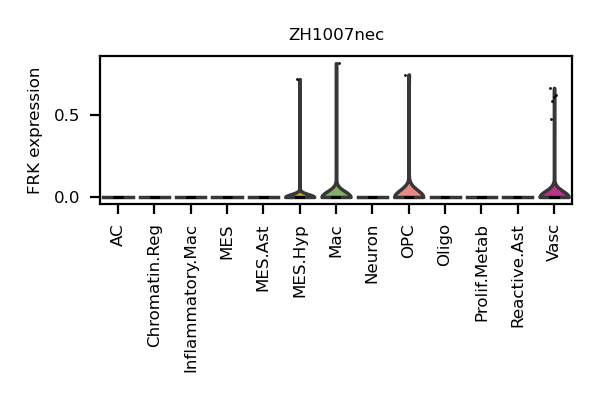 ZH1007nec
FRK expression
0.5
0.0
AC
Chromatin.Reg
Inflammatory.Mac
MES
MES.Ast
MES.Hyp
Mac
Neuron
OPC
Oligo
Prolif.Metab
Reactive.Ast
Vasc